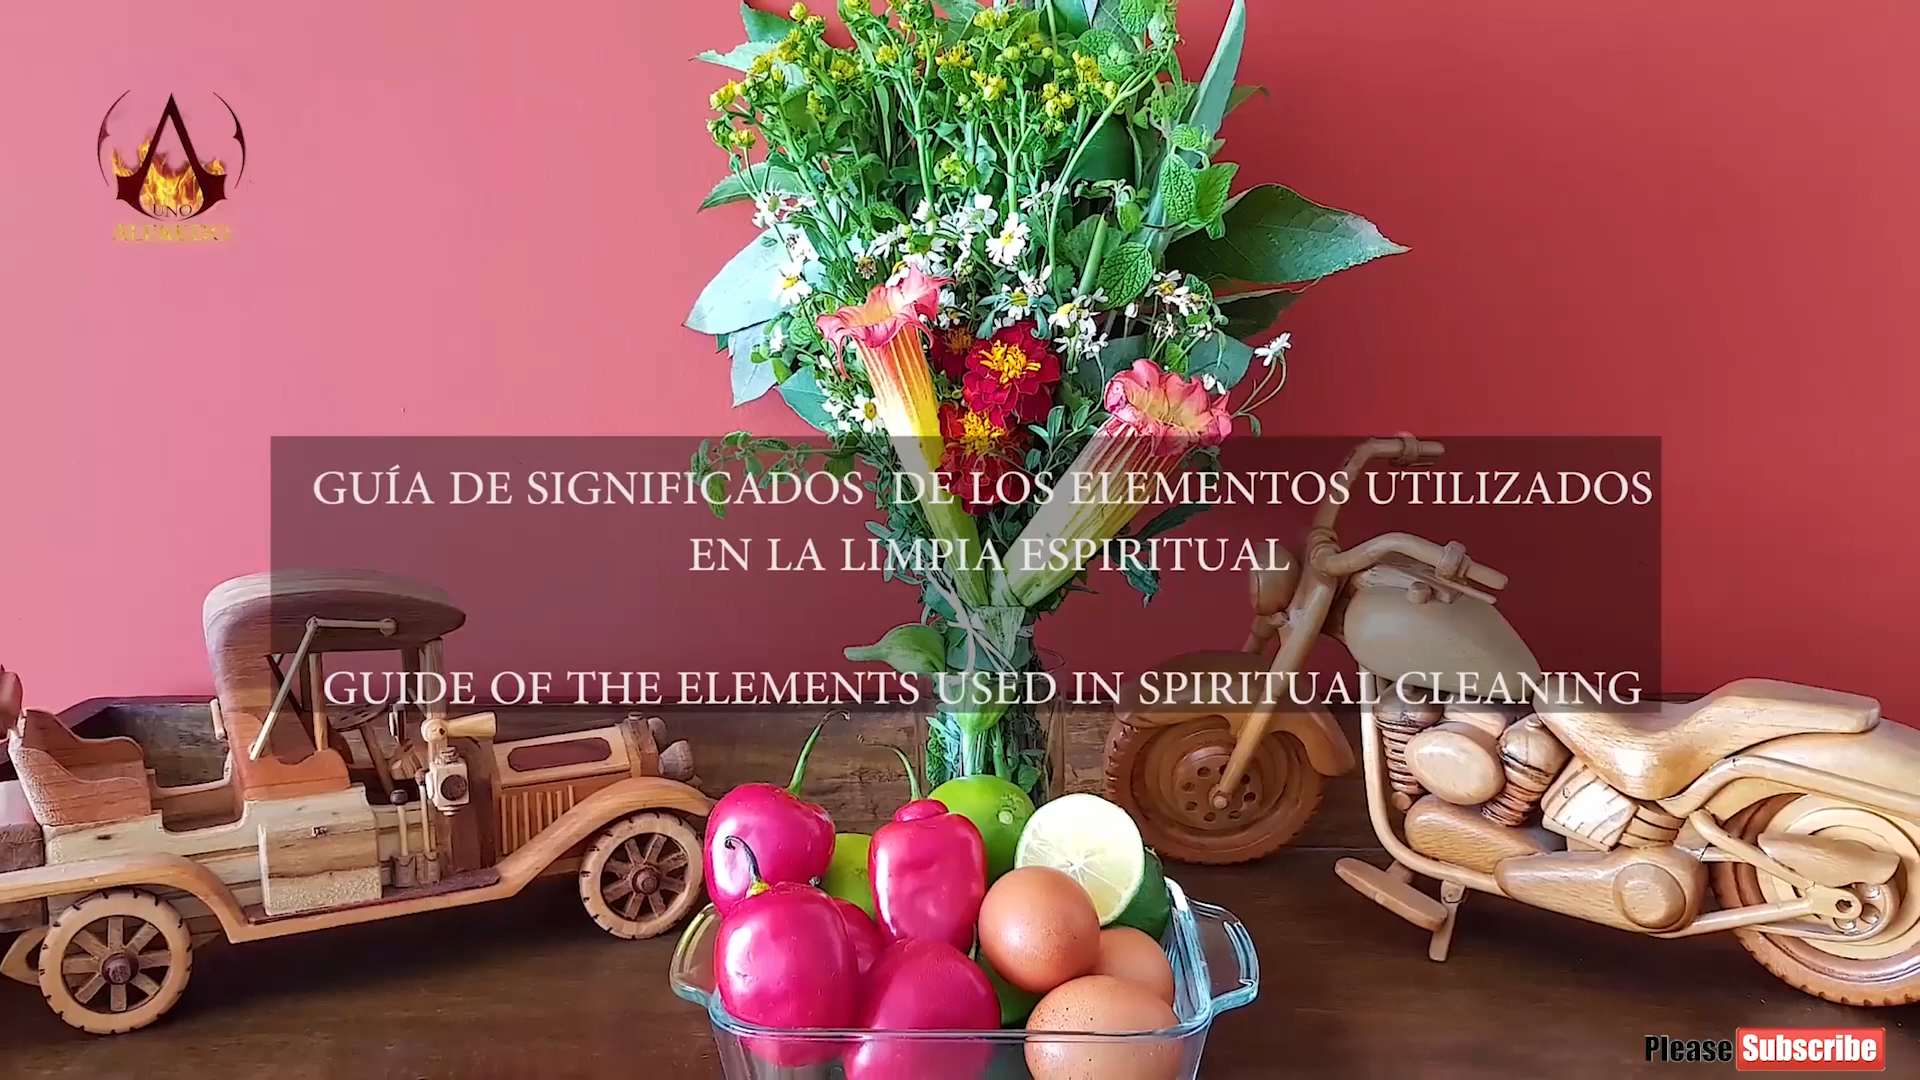 UNO
ALFREDO
GUÍA DE SIGNIFICADOS DE LOS ELEMENTOS UTILIZADOS
EN LA LIMPIA ESPIRITUAL
GUIDE OF THE ELEMENTS USED IN SPIRITUAL CLEANING
Please Subscribe